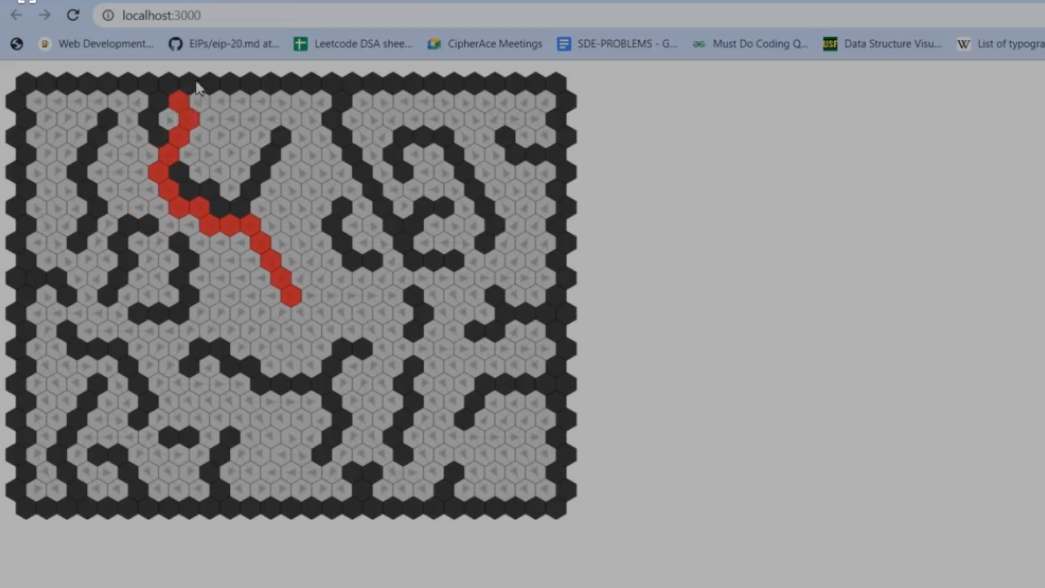 localhost:3000
Web Development... EIPs/eip-20.md at... Leetcode DSA shee... CipherAce Meetings SDE-PROBLEMS - G... Must Do Coding Q... USF Data Structure Visu... W List of typogra